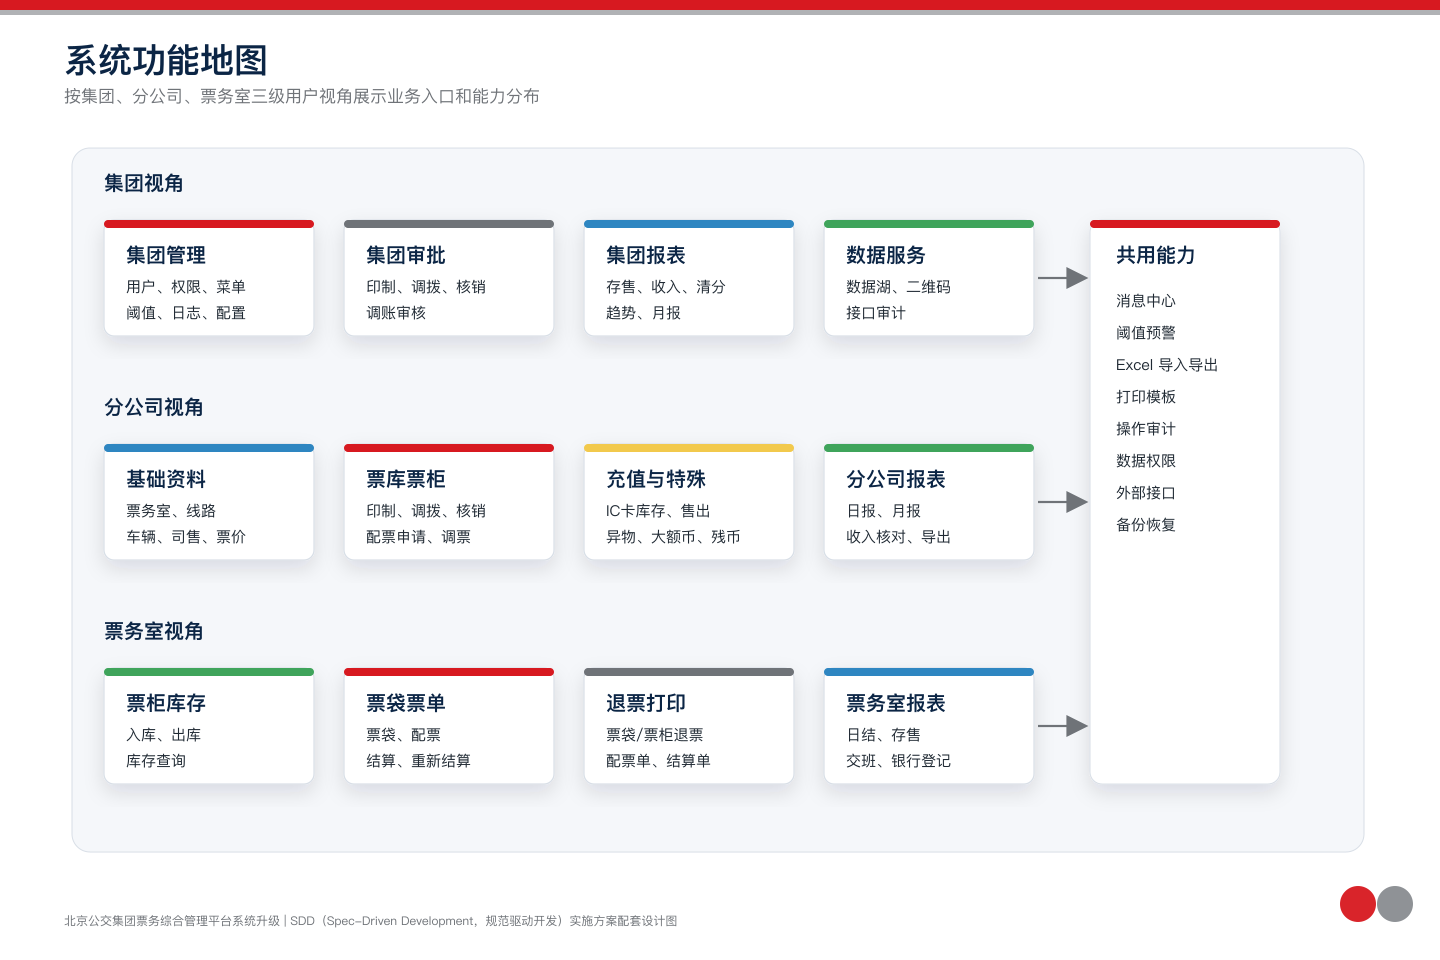 系统功能地图
按集团、分公司、票务室三级用户视角展示业务入口和能力分布
集团视角
集团管理
用户、权限、菜单
阈值、日志、配置
集团审批
印制、调拨、核销
调账审核
集团报表
存售、收入、清分
趋势、月报
数据服务
数据湖、二维码
接口审计
共用能力
消息中心
阈值预警
Excel 导入导出
打印模板
操作审计
数据权限
外部接口
备份恢复
分公司视角
基础资料
票务室、线路
车辆、司售、票价
票库票柜
印制、调拨、核销
配票申请、调票
充值与特殊
IC卡库存、售出
异物、大额币、残币
分公司报表
日报、月报
收入核对、导出
票务室视角
票柜库存
入库、出库
库存查询
票袋票单
票袋、配票
结算、重新结算
退票打印
票袋/票柜退票
配票单、结算单
票务室报表
日结、存售
交班、银行登记
北京公交集团票务综合管理平台系统升级 | SDD（Spec-Driven Development，规范驱动开发）实施方案配套设计图